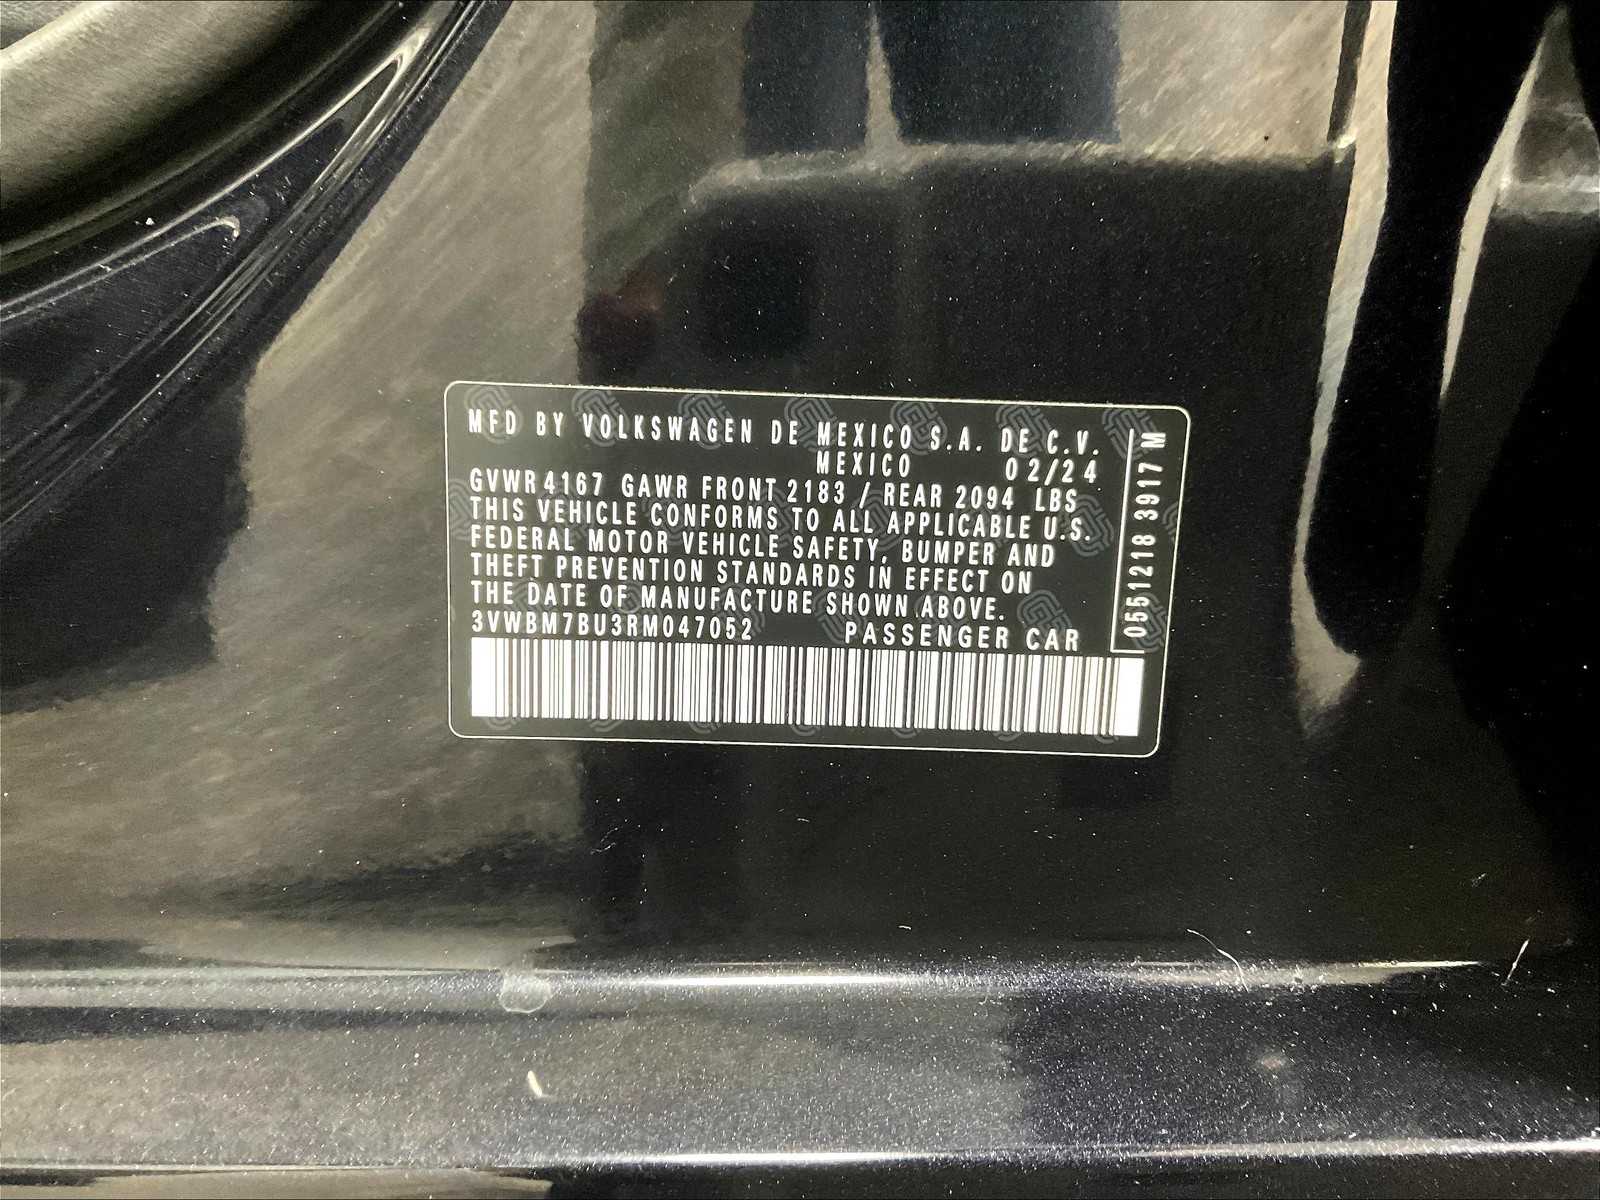 MFD BY VOLKSWAGEN DE MEXICO S.A. DE C.V.
MEXICO 02/24
GVWR 4167 GAWR FRONT 2183 / REAR 2094 LBS
THIS VEHICLE CONFORMS TO ALL APPLICABLE U.S.
FEDERAL MOTOR VEHICLE SAFETY, BUMPER AND
THEFT PREVENTION STANDARDS IN EFFECT ON
THE DATE OF MANUFACTURE SHOWN ABOVE.
3VWBM7BU3RM047052 PASSENGER CAR
0551218 3917 M